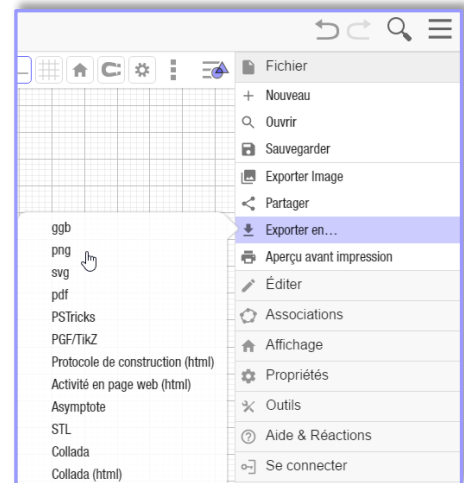 Fichier
Nouveau
Ouvrir
Sauvegarder
Exporter Image
Partager
Exporter en…
Aperçu avant impression
Éditer
Associations
Affichage
Propriétés
Outils
Aide & Réactions
Se connecter
ggb
png
svg
pdf
PSTricks
PGF/TikZ
Protocole de construction (html)
Activité en page web (html)
Asymptote
STL
Collada
Collada (html)